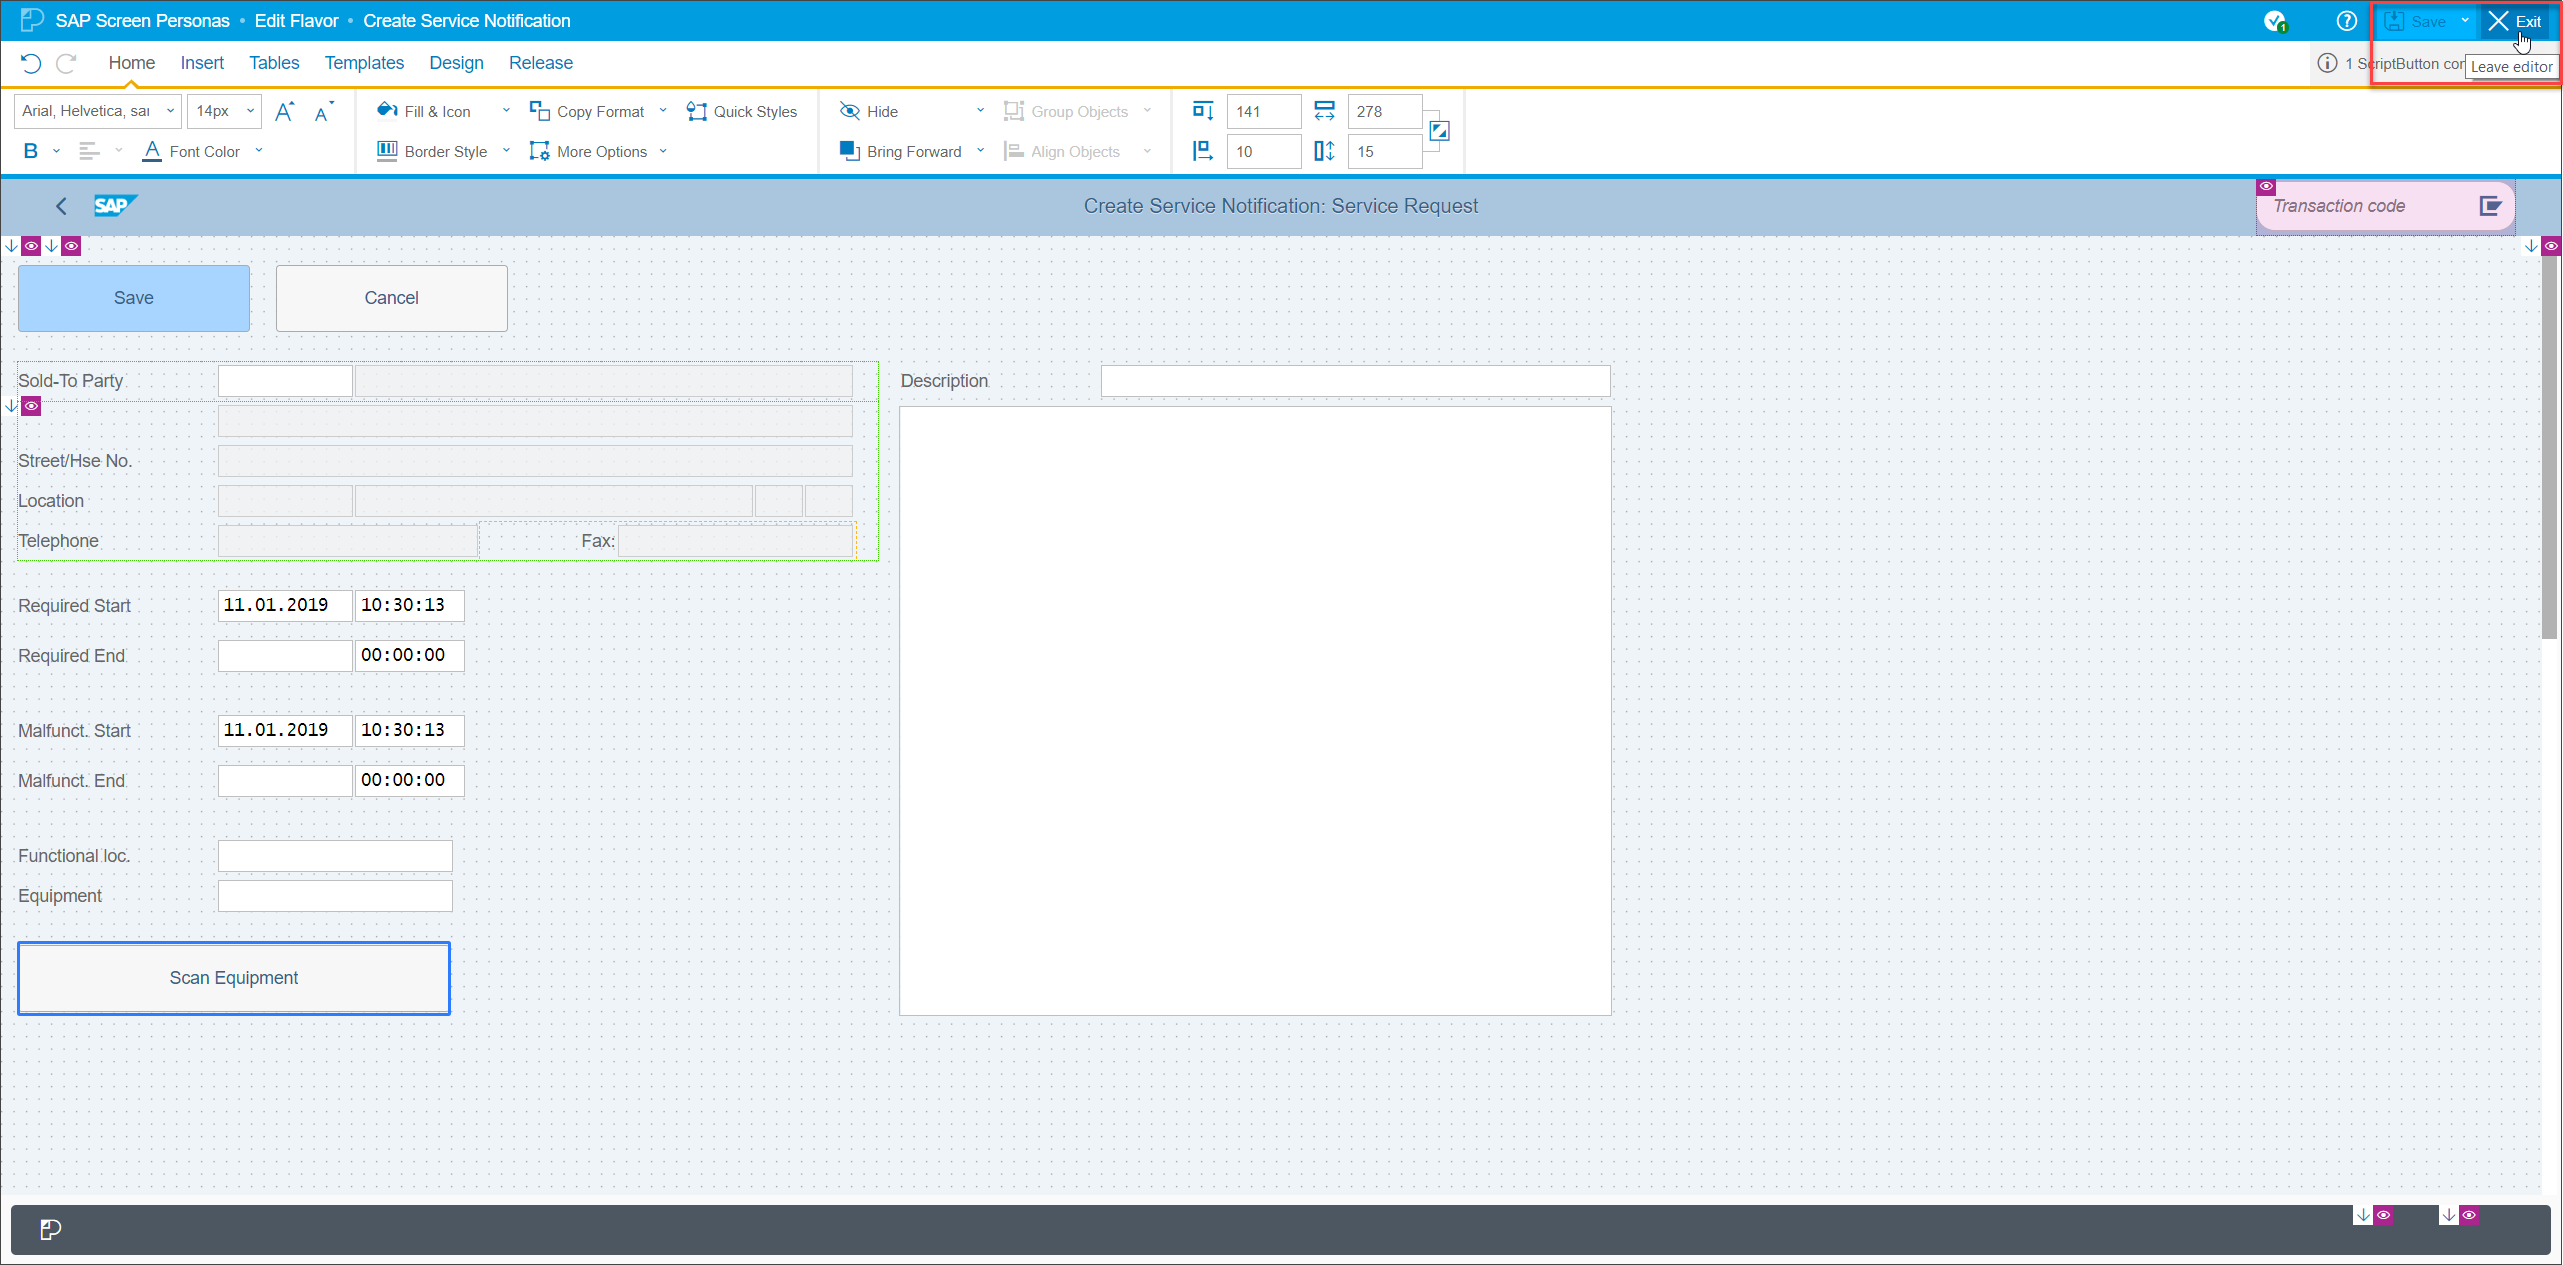 SAP Screen Personas • Edit Flavor • Create Service Notification 1 Save Exit
Home Insert Tables Templates Design Release 1 ScriptButton con Leave editor
Arial, Helvetica, sa 14px A A Fill & Icon Copy Format Quick Styles Hide Group Objects 141 278
B A Font Color Border Style More Options Bring Forward Align Objects 10 15
SAP Create Service Notification: Service Request Transaction code
Save Cancel
Sold-To Party Description
Street/Hse No.
Location
Telephone Fax:
Required Start 11.01.2019 10:30:13
Required End 00:00:00
Malfunct. Start 11.01.2019 10:30:13
Malfunct. End 00:00:00
Functional loc.
Equipment
Scan Equipment